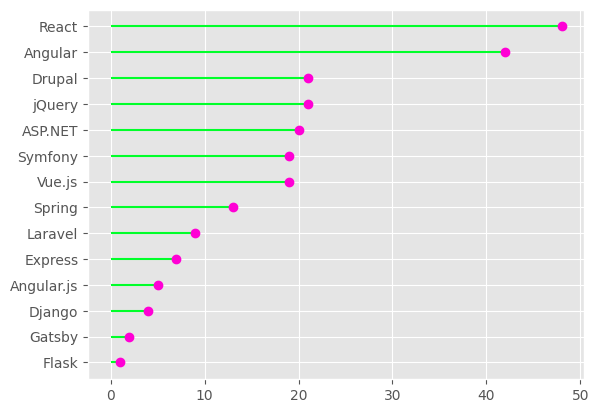 React
Angular
Drupal
jQuery
ASP.NET
Symfony
Vue.js
Spring
Laravel
Express
Angular.js
Django
Gatsby
Flask
0 10 20 30 40 50